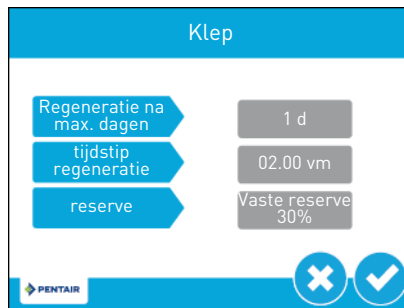 Klep
Regeneratie na
max. dagen
1 d
tijdstip
regeneratie
02.00 vm
reserve
Vaste reserve
30%
PENTAIR